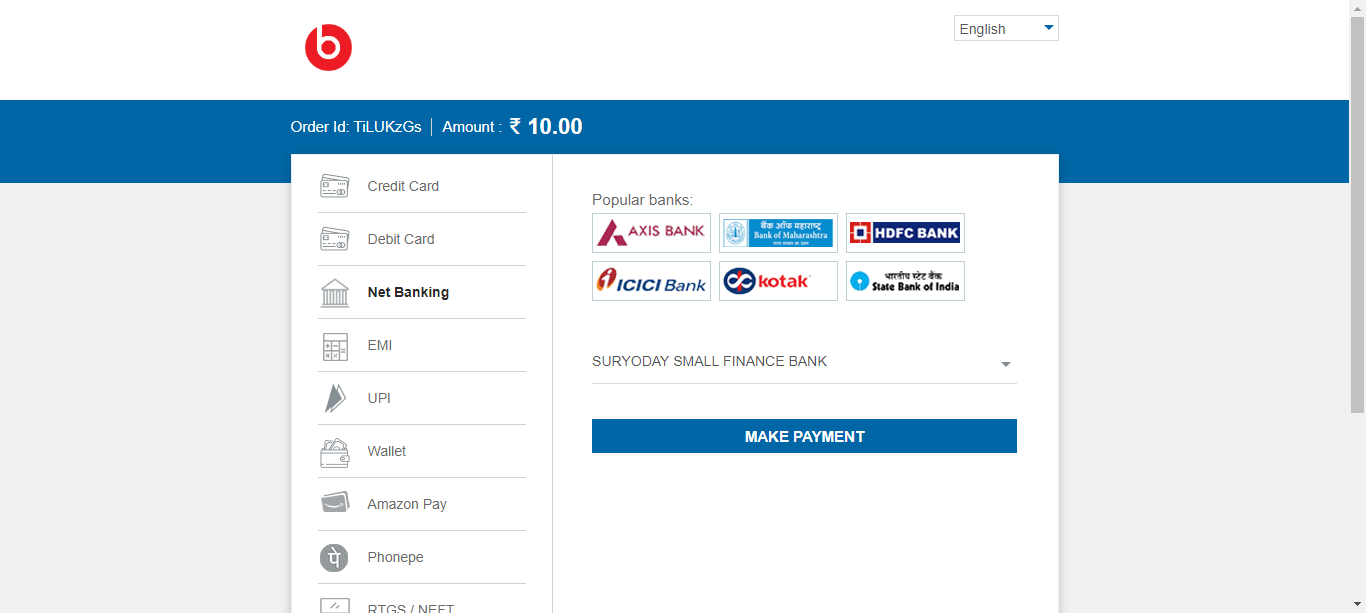 b
English
Order Id: TiLUKzGs
Amount : ₹ 10.00
Credit Card
Debit Card
Net Banking
EMI
UPI
Wallet
Amazon Pay
पे
Phonepe
RTGS / NEFT
Popular banks:
AXIS BANK
बैंक ऑफ महाराष्ट्र
Bank of Maharashtra
HDFC BANK
ICICI Bank
kotak
भारतीय स्टेट बैंक
State Bank of India
SURYODAY SMALL FINANCE BANK
MAKE PAYMENT